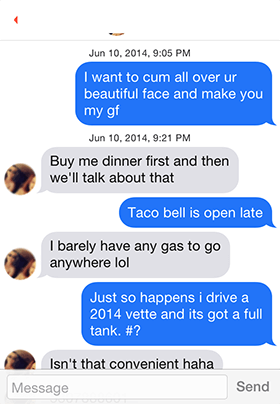 Jun 10, 2014, 9:05 PM
I want to cum all over ur
beautiful face and make you
my gf
Jun 10, 2014, 9:21 PM
Buy me dinner first and then
we'll talk about that
Taco bell is open late
I barely have any gas to go
anywhere lol
Just so happens i drive a
2014 vette and its got a full
tank. #?
Isn't that convenient haha
Message Send